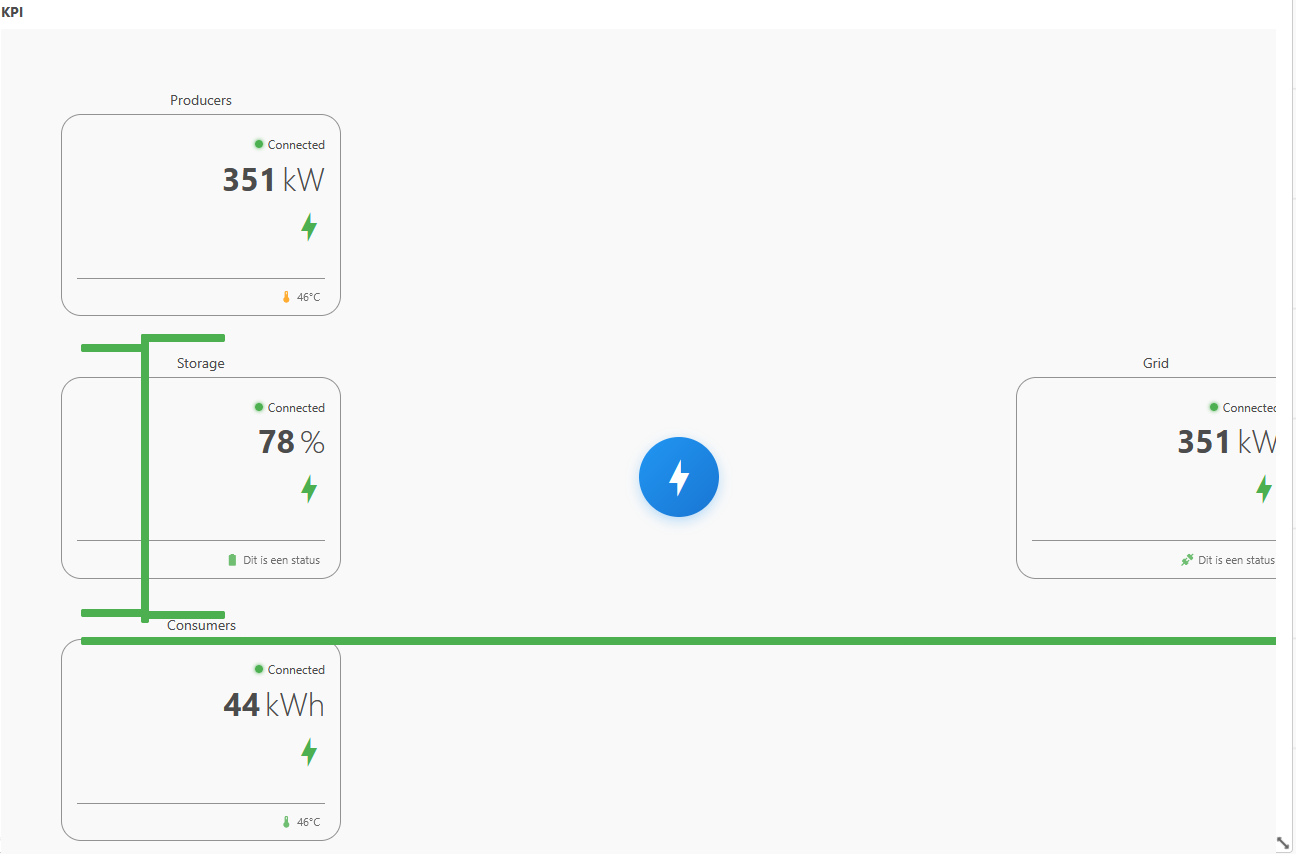 KPI
Producers
Connected
351 kW
46°C
Storage
Connected
78 %
Dit is een status
Grid
Connected
351 kW
Dit is een status
Consumers
Connected
44 kWh
46°C